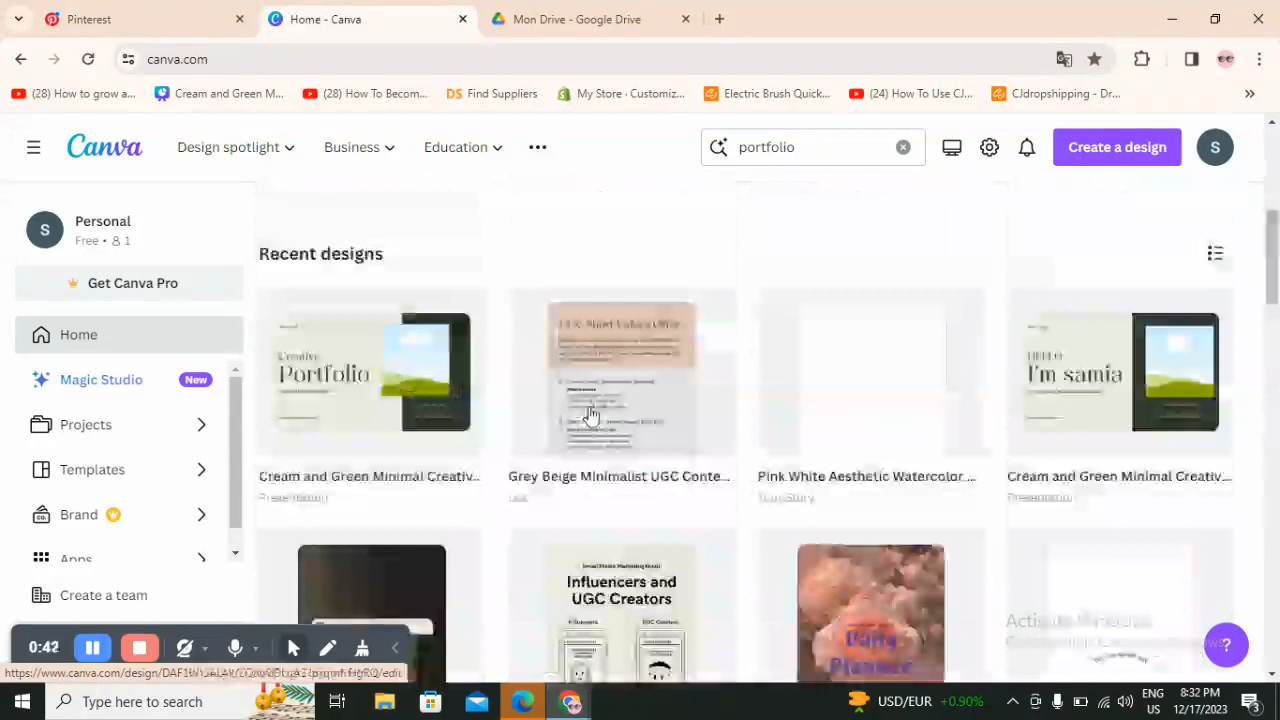 Pinterest
Home - Canva
Mon Drive - Google Drive
canva.com
(28) How to grow a...
Cream and Green M...
(28) How To Becom...
DS Find Suppliers
My Store · Customiz...
Electric Brush Quick...
(24) How To Use CJ...
CJdropshipping - Dr...
Canva
Design spotlight
Business
Education
portfolio
Create a design
S
S
Personal
Free • 1
Get Canva Pro
Home
Magic Studio
New
Projects
Templates
Brand
Apps
Create a team
Recent designs
Creative
Portfolio
HELLO
I'm samia
Cream and Green Minimal Creativ...
Grey Beige Minimalist UGC Conte...
Pink White Aesthetic Watercolor ...
Cream and Green Minimal Creativ...
Presentation
Your Story
Presentation
Influencers and
UGC Creators
Daily
Planner
0:42
Type here to search
USD/EUR +0.90%
ENG
US
8:32 PM
12/17/2023
3
?